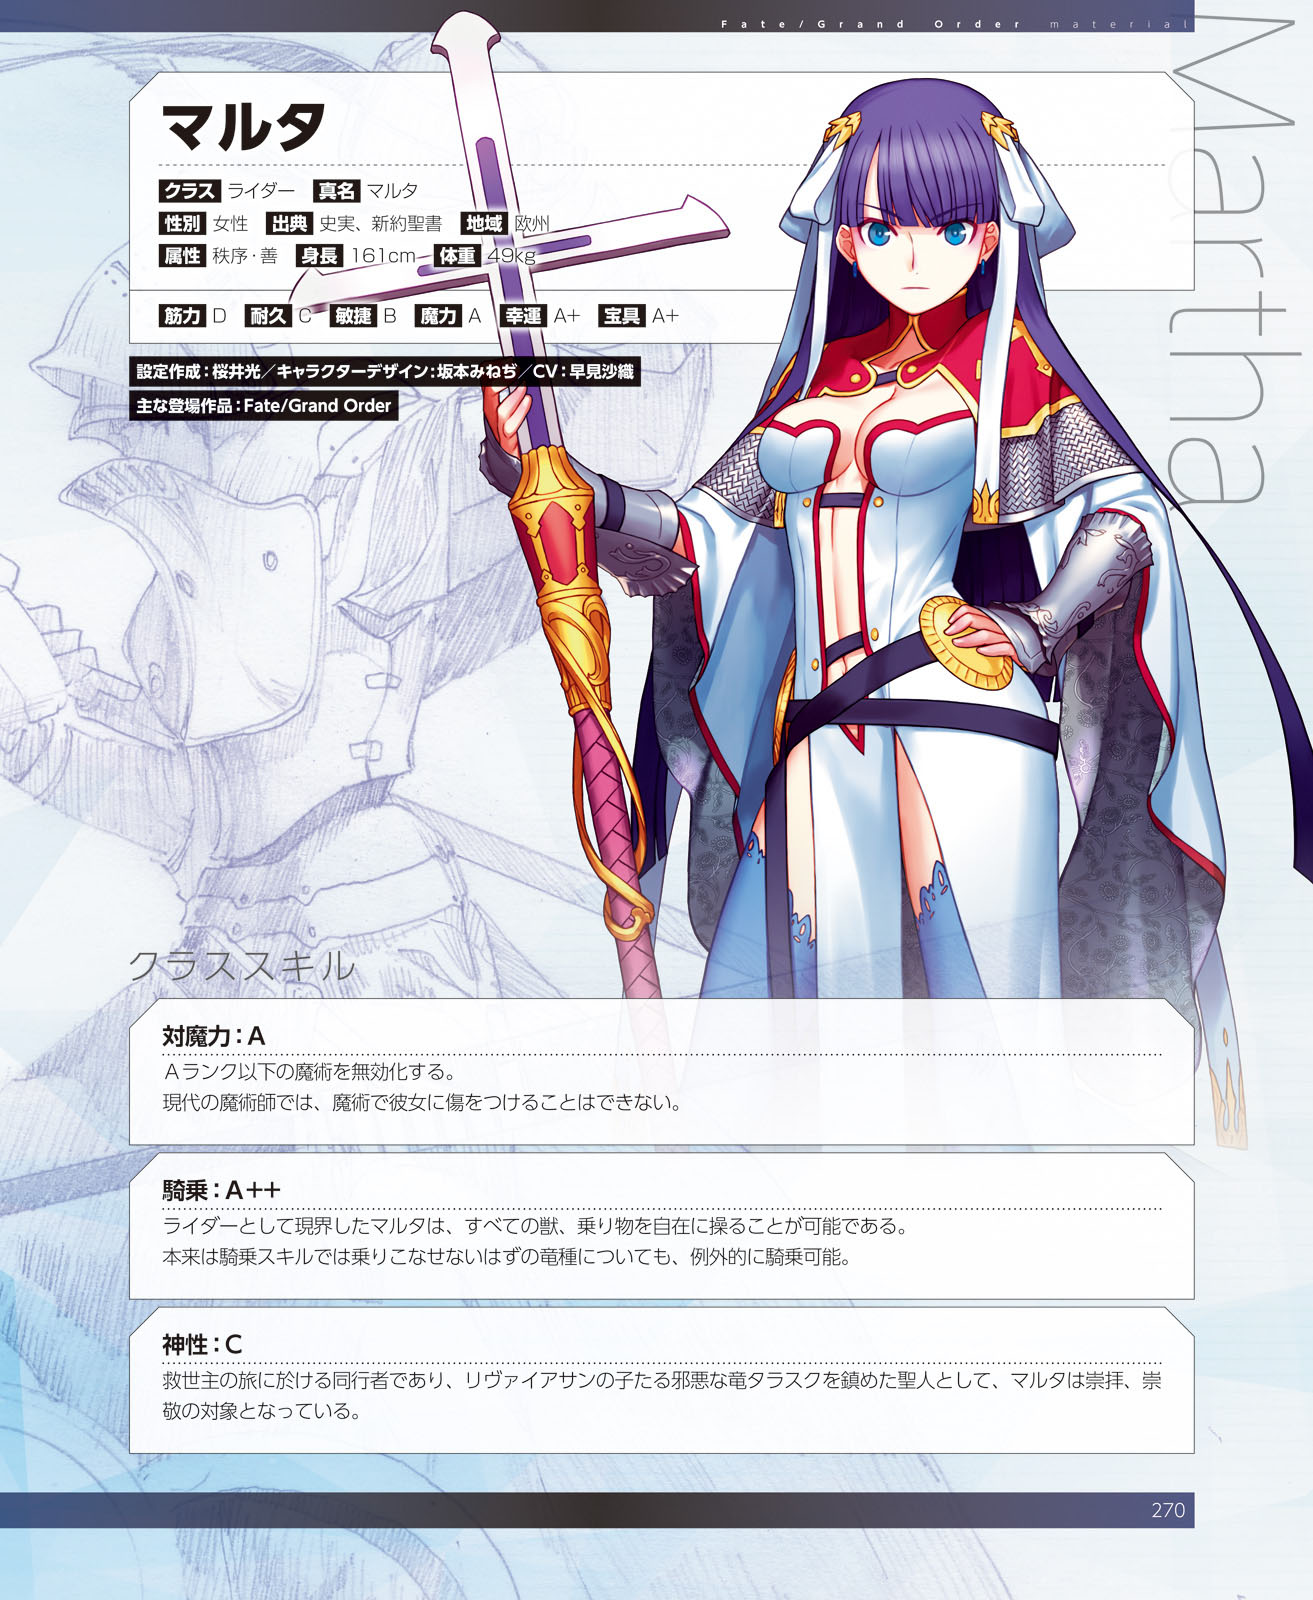 Fate/Grand Order material
Martha
マルタ
クラス ライダー 真名 マルタ
性別 女性 出典 史実、新約聖書 地域 欧州
属性 秩序・善 身長 161cm 体重 49kg
筋力 D 耐久 C 敏捷 B 魔力 A 幸運 A+ 宝具 A+
設定作成：桜井光／キャラクターデザイン：坂本みねぢ／CV：早見沙織
主な登場作品：Fate/Grand Order
クラススキル
対魔力：A
Aランク以下の魔術を無効化する。
現代の魔術師では、魔術で彼女に傷をつけることはできない。
騎乗：A++
ライダーとして現界したマルタは、すべての獣、乗り物を自在に操ることが可能である。
本来は騎乗スキルでは乗りこなせないはずの竜種についても、例外的に騎乗可能。
神性：C
救世主の旅に於ける同行者であり、リヴァイアサンの子たる邪悪な竜タラスクを鎮めた聖人として、マルタは崇拝、崇
敬の対象となっている。
270